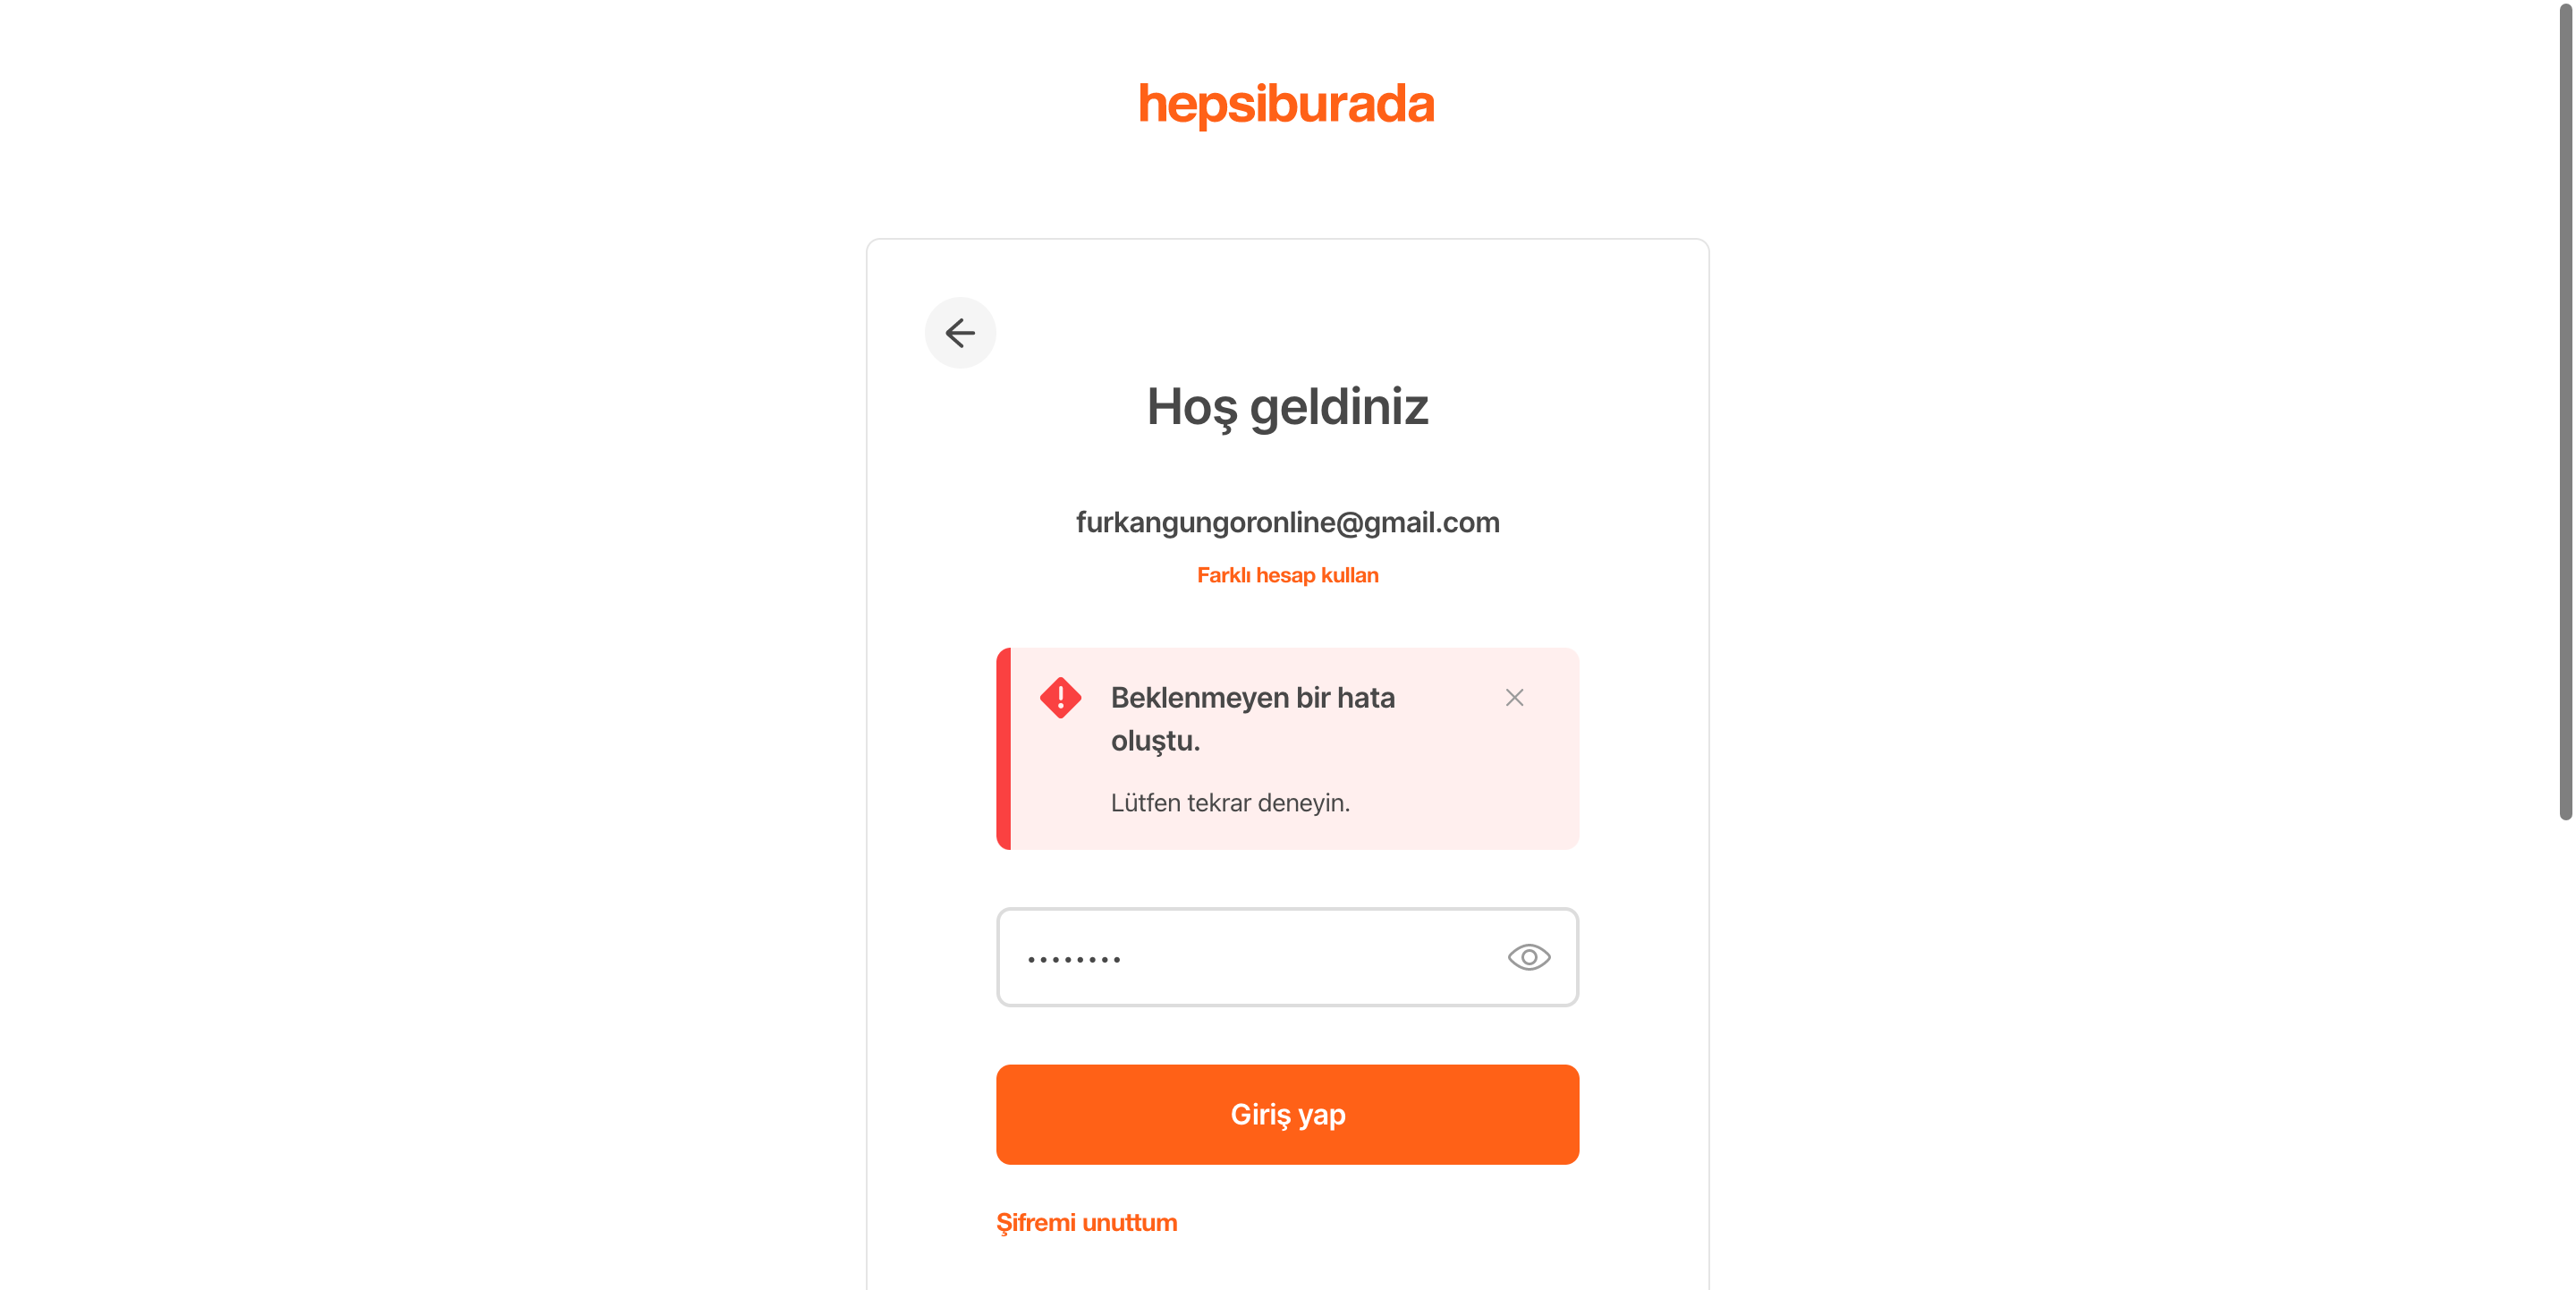 hepsiburada
Hoş geldiniz
furkangungoronline@gmail.com
Farklı hesap kullan
Beklenmeyen bir hata
oluştu.
Lütfen tekrar deneyin.
Giriş yap
Şifremi unuttum